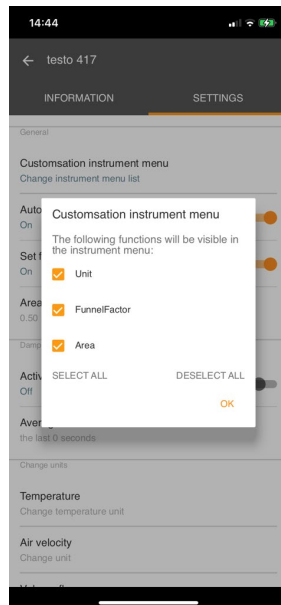 14:44
testo 417
INFORMATION
SETTINGS
General
Customsation instrument menu
Change instrument menu list
Auto
On
Set f
On
Area
0.50
Damp
Activ
Off
Aver
the last 0 seconds
Customsation instrument menu
The following functions will be visible in
the instrument menu:
Unit
FunnelFactor
Area
SELECT ALL
DESELECT ALL
OK
Change units
Temperature
Change temperature unit
Air velocity
Change unit